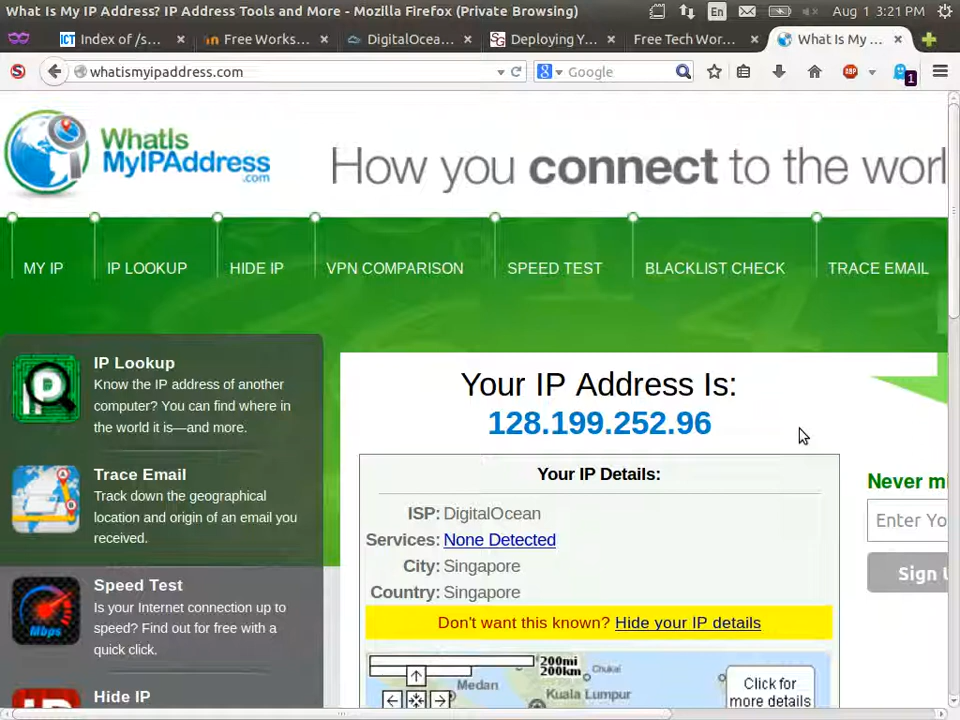 What Is My IP Address? IP Address Tools and More - Mozilla Firefox (Private Browsing)
En
Aug 1 3:21 PM
ICT Index of /s...
Free Works...
DigitalOcea...
SG Deploying Y...
Free Tech Wor...
What Is My ...
S
whatismyipaddress.com
8 Google
ABP
1
WhatIs
MyIPAddress
.com
How you connect to the worl
MY IP
IP LOOKUP
HIDE IP
VPN COMPARISON
SPEED TEST
BLACKLIST CHECK
TRACE EMAIL
IP
IP Lookup
Know the IP address of another
computer? You can find where in
the world it is—and more.
Trace Email
Track down the geographical
location and origin of an email you
received.
Mbps
Speed Test
Is your Internet connection up to
speed? Find out for free with a
quick click.
Hide IP
Your IP Address Is:
128.199.252.96
Your IP Details:
ISP: DigitalOcean
Services: None Detected
City: Singapore
Country: Singapore
Don't want this known? Hide your IP details
200mi
200km
Chukai
Medan
Kuala Lumpur
Click for
more details
Never mi
Enter Yo
Sign U